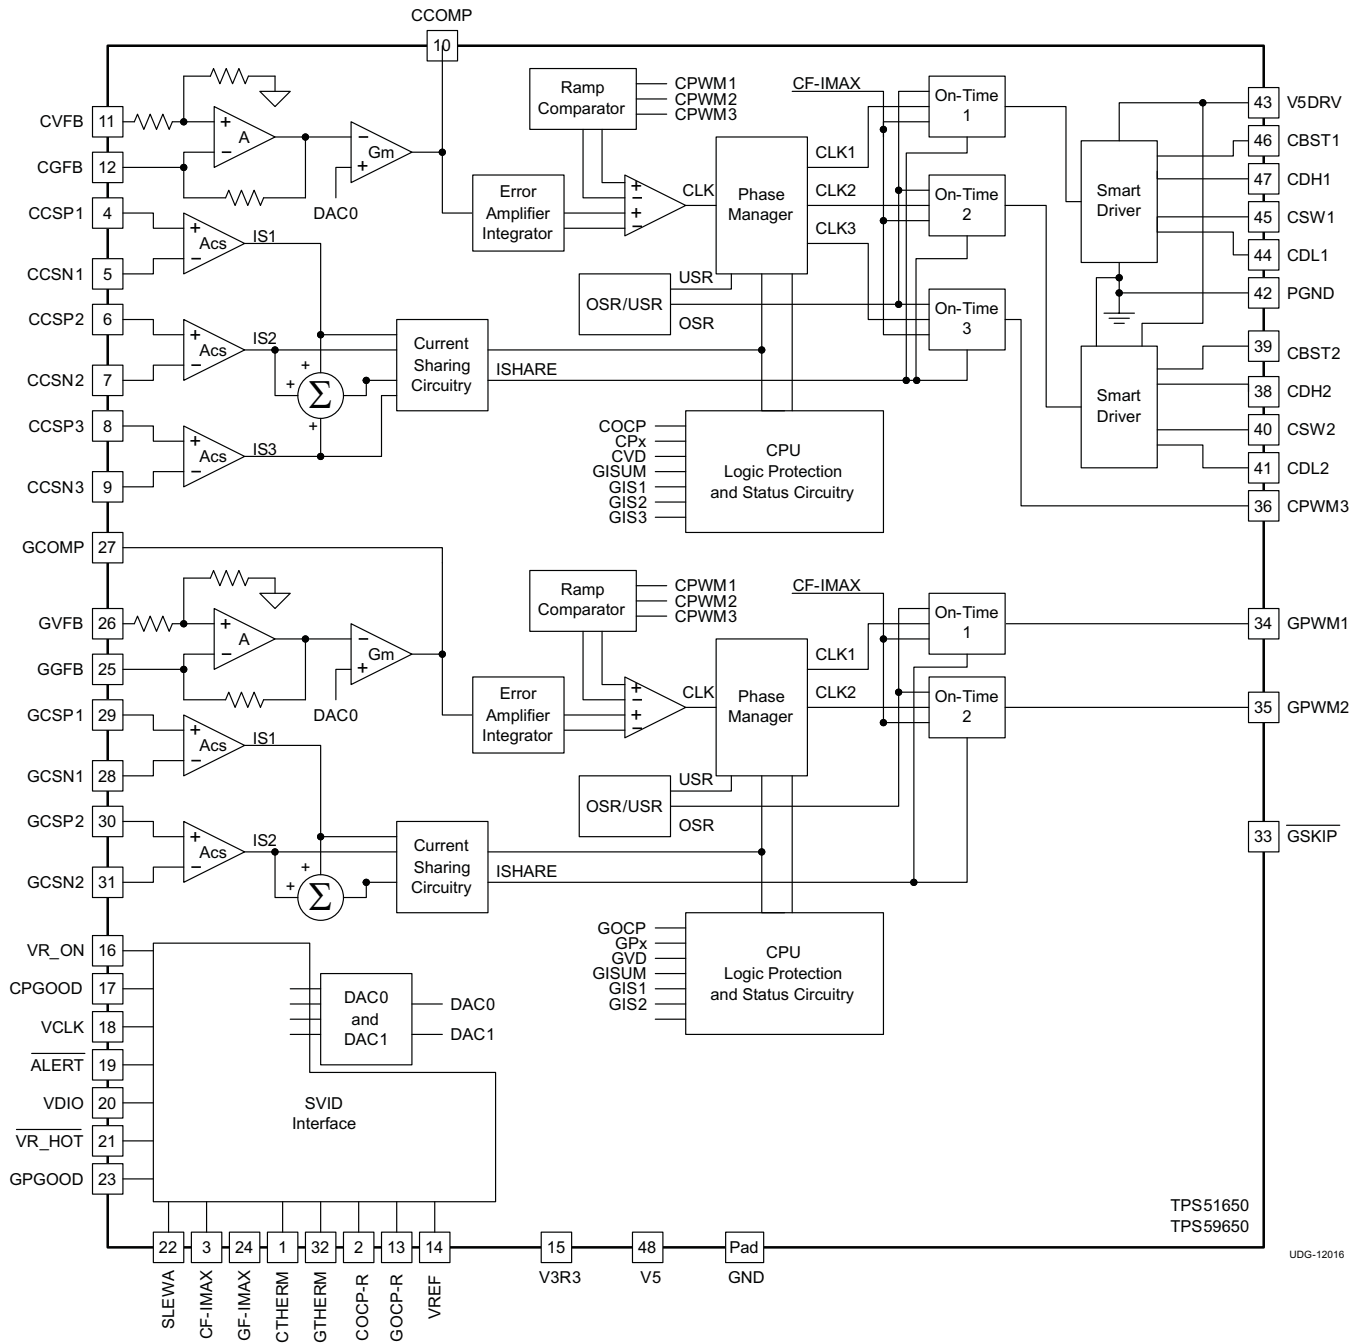 CCOMP
10
CVFB 11
CGFB 12
CCSP1 4
CCSN1 5
CCSP2 6
CCSN2 7
CCSP3 8
CCSN3 9
+
−
A
−
+
Gm
DAC0
+
−
Acs
IS1
+
−
Acs
IS2
+
−
Acs
IS3
+
+
+
Σ
Current
Sharing
Circuitry
ISHARE
Ramp
Comparator
CPWM1
CPWM2
CPWM3
Error
Amplifier
Integrator
+
−
+
−
CLK
Phase
Manager
CLK1
CLK2
CLK3
OSR/USR
USR
OSR
CF-IMAX
On-Time
1
On-Time
2
On-Time
3
COCP
CPx
CVD
GISUM
GIS1
GIS2
GIS3
CPU
Logic Protection
and Status Circuitry
Smart
Driver
Smart
Driver
43 V5DRV
46 CBST1
47 CDH1
45 CSW1
44 CDL1
42 PGND
39 CBST2
38 CDH2
40 CSW2
41 CDL2
36 CPWM3
GCOMP 27
GVFB 26
GGFB 25
GCSP1 29
GCSN1 28
GCSP2 30
GCSN2 31
+
−
A
−
+
Gm
DAC0
+
−
Acs
IS1
+
−
Acs
IS2
+
+
Σ
Current
Sharing
Circuitry
ISHARE
Ramp
Comparator
CPWM1
CPWM2
CPWM3
Error
Amplifier
Integrator
+
−
+
−
CLK
Phase
Manager
CLK1
CLK2
OSR/USR
USR
OSR
CF-IMAX
On-Time
1
On-Time
2
GOCP
GPx
GVD
GISUM
GIS1
GIS2
CPU
Logic Protection
and Status Circuitry
34 GPWM1
35 GPWM2
33 GSKIP
VR_ON 16
CPGOOD 17
VCLK 18
ALERT 19
VDIO 20
VR_HOT 21
GPGOOD 23
DAC0
and
DAC1
DAC0
DAC1
SVID
Interface
22 SLEWA
3 CF-IMAX
24 GF-IMAX
1 CTHERM
32 GTHERM
2 COCP-R
13 GOCP-R
14 VREF
15 V3R3
48 V5
Pad GND
TPS51650
TPS59650
UDG-12016